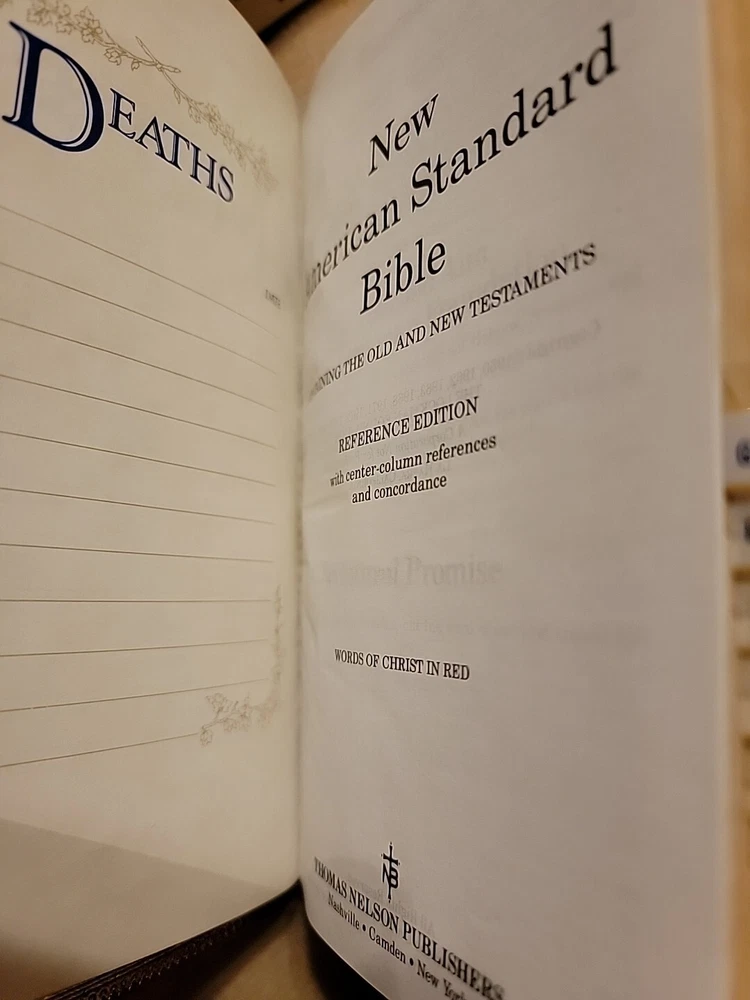 DEATHS
New
American Standard
Bible
THE OLD AND NEW TESTAMENTS
REFERENCE EDITION
with center-column references
and concordance
Promise
WORDS OF CHRIST IN RED
THOMAS NELSON PUBLISHERS
Nashville • Camden • New York